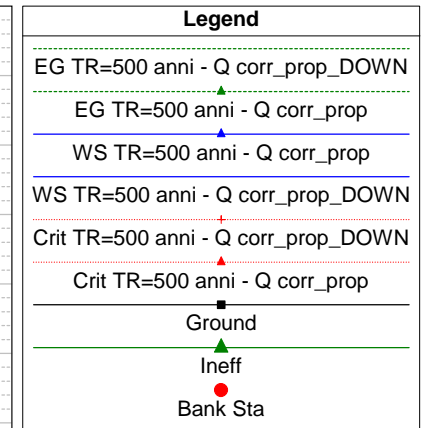 Legend
EG TR=500 anni - Q corr_prop_DOWN
EG TR=500 anni - Q corr_prop
WS TR=500 anni - Q corr_prop
WS TR=500 anni - Q corr_prop_DOWN
Crit TR=500 anni - Q corr_prop_DOWN
Crit TR=500 anni - Q corr_prop
Ground
Ineff
Bank Sta